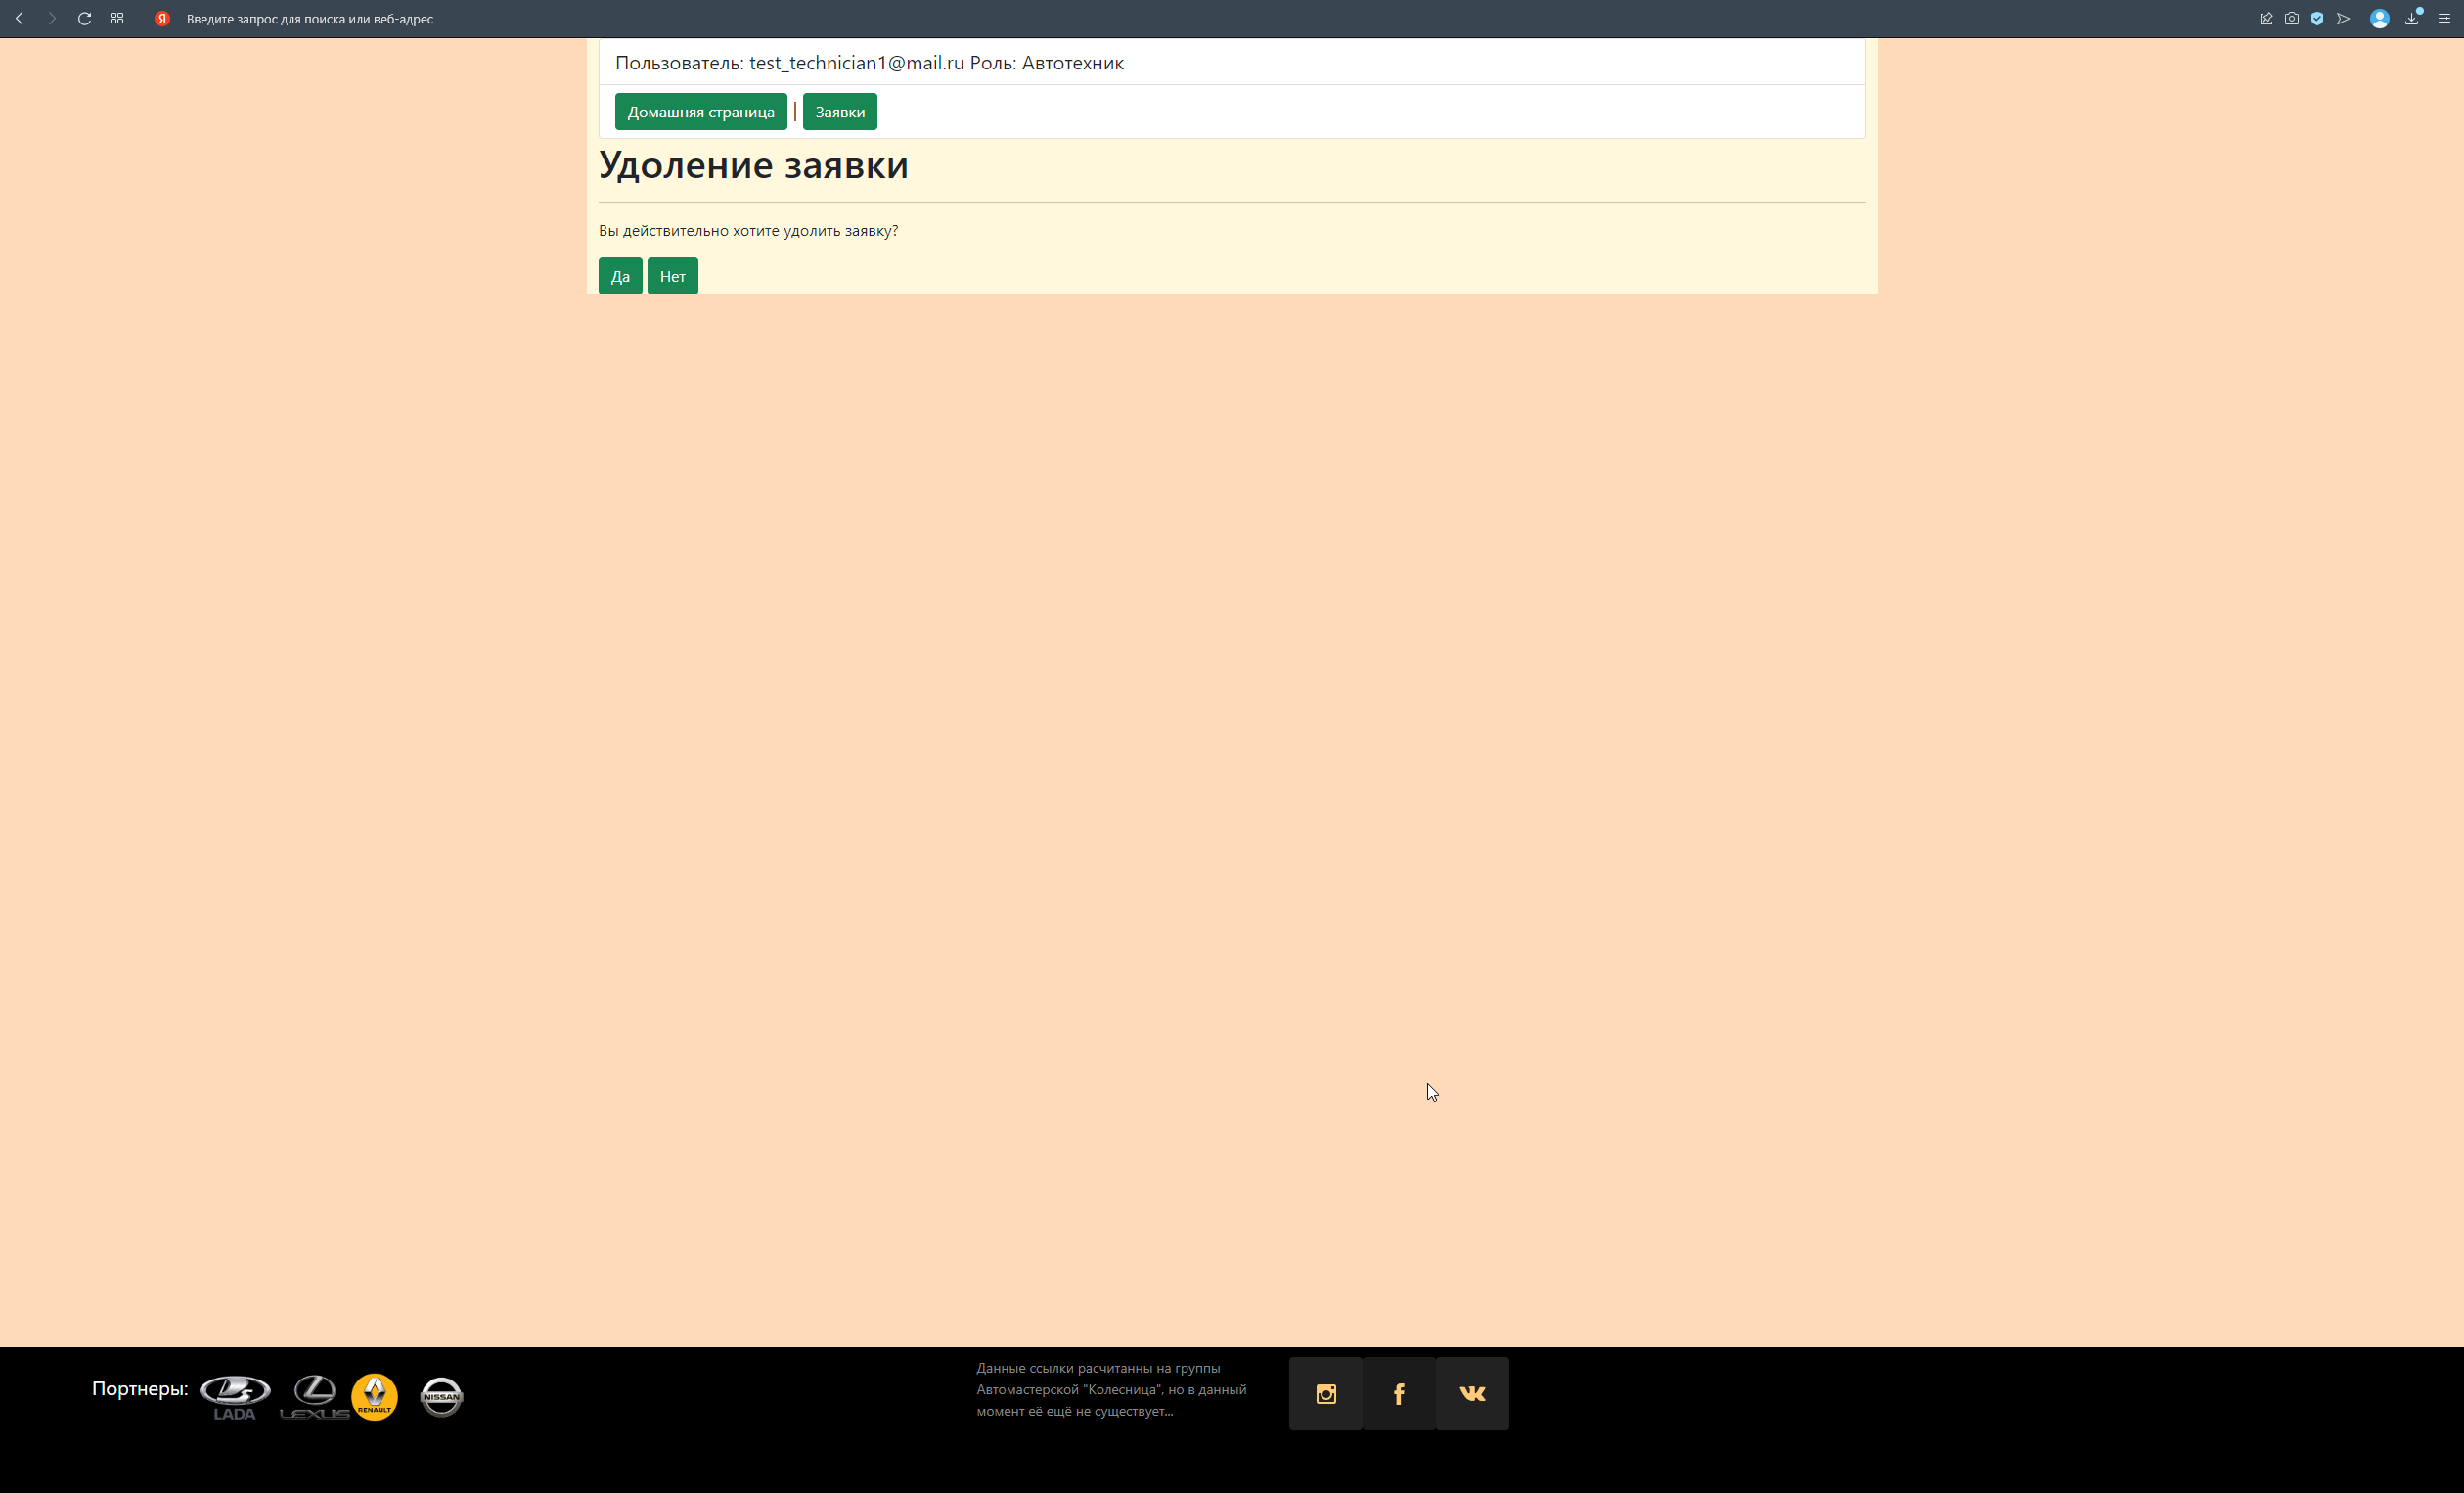 Введите запрос для поиска или веб-адрес
Пользователь: test_technician1@mail.ru Роль: Автотехник
Домашняя страница | Заявки
Удоление заявки
Вы действительно хотите удолить заявку?
Да Нет
Партнеры: LADA LEXUS RENAULT NISSAN
Данные ссылки расчитанны на группы
Автомастерской "Колесница", но в данный
момент её ещё не существует...